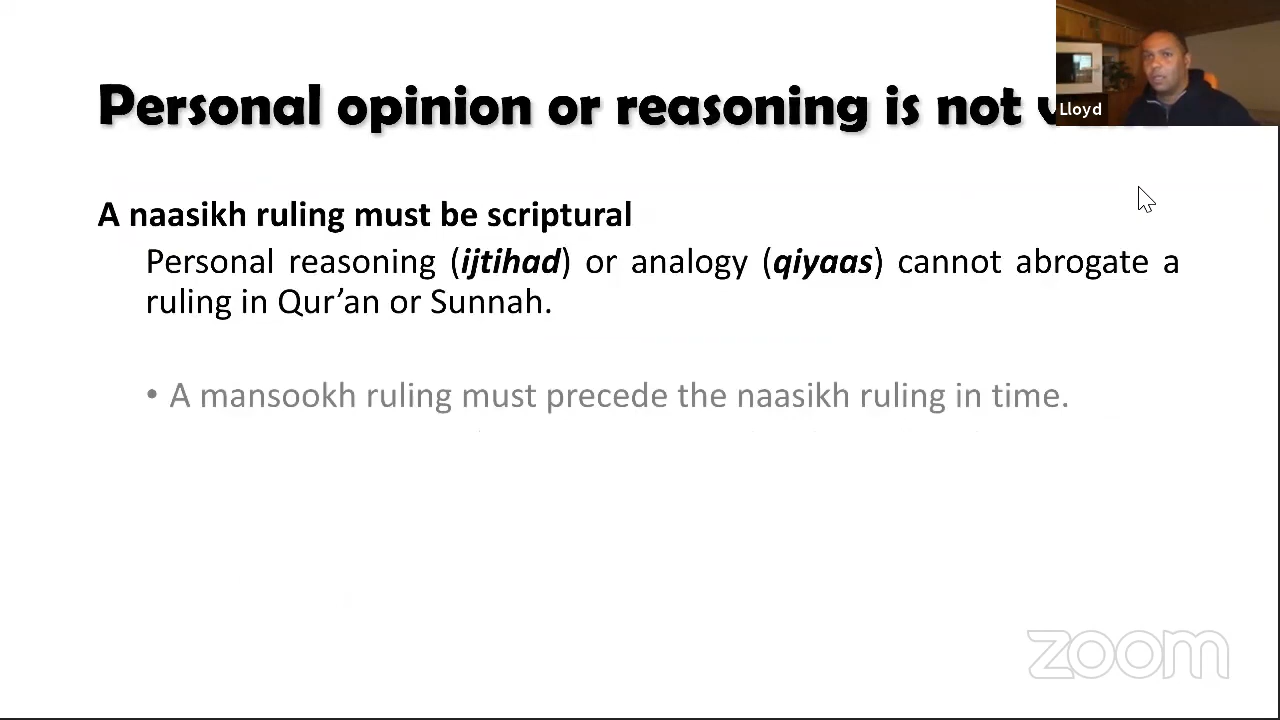 Personal opinion or reasoning is not
Lloyd
A naasikh ruling must be scriptural
Personal reasoning (ijtihad) or analogy (qiyaas) cannot abrogate a
ruling in Qur’an or Sunnah.
• A mansookh ruling must precede the naasikh ruling in time.
zoom